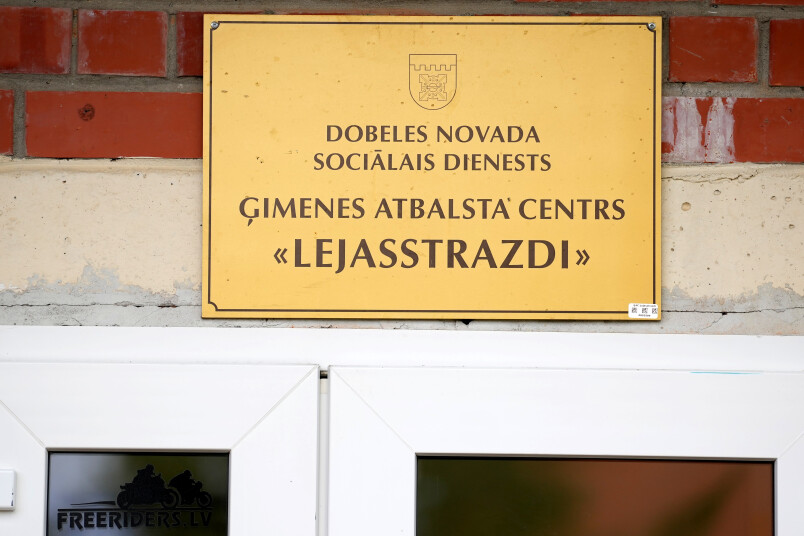 DOBELES NOVADA
SOCIĀLAIS DIENESTS
ĢIMENES ATBALSTA CENTRS
«LEJASSTRAZDI»
FREERIDERS.LV